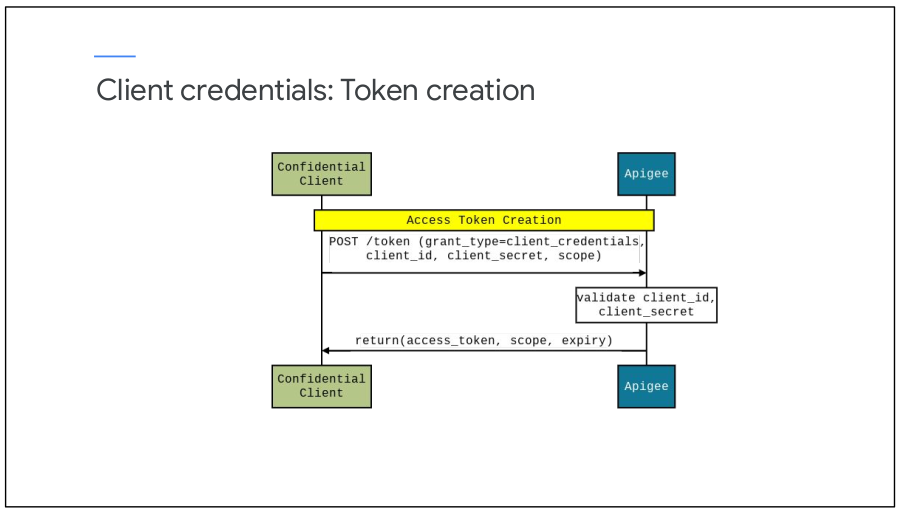 Client credentials: Token creation
Confidential
Client
Apigee
Access Token Creation
POST /token (grant_type=client_credentials,
client_id, client_secret, scope)
validate client_id,
client_secret
return(access_token, scope, expiry)
Confidential
Client
Apigee